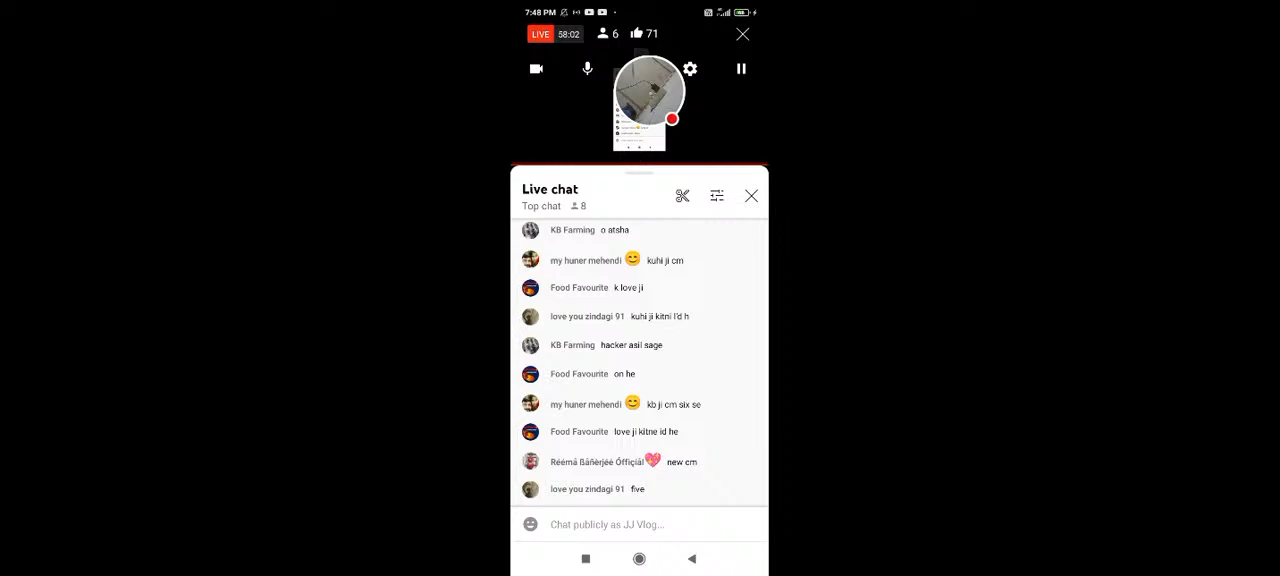 7:48 PM
LIVE 58:02 6 71
Live chat
Top chat 8
KB Farming o atsha
my huner mehendi 😊 kuhi ji cm
Food Favourite k love ji
love you zindagi 91 kuhi ji kitni I'd h
KB Farming hacker asil sage
Food Favourite on he
my huner mehendi 😊 kb ji cm six se
Food Favourite love ji kitne id he
Réémå ßåñèrjéé Óffiçíål 💖 new cm
love you zindagi 91 five
Chat publicly as JJ Vlog...